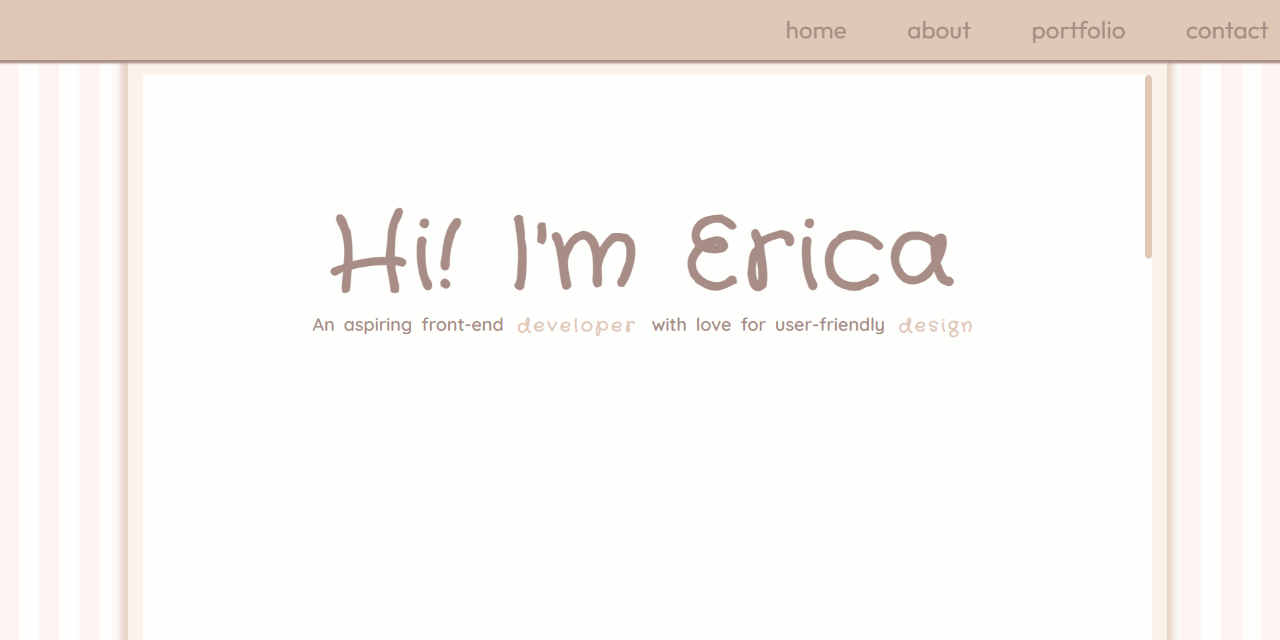 home about portfolio contact
Hi! I'm Erica
An aspiring front-end developer with love for user-friendly design